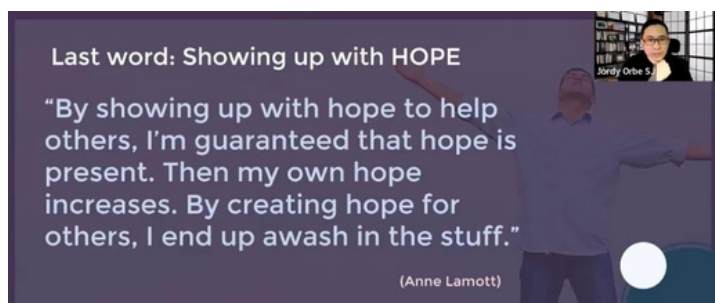 Last word: Showing up with HOPE
Jordy Orbe S.J
“By showing up with hope to help
others, I’m guaranteed that hope is
present. Then my own hope
increases. By creating hope for
others, I end up awash in the stuff.”
(Anne Lamott)